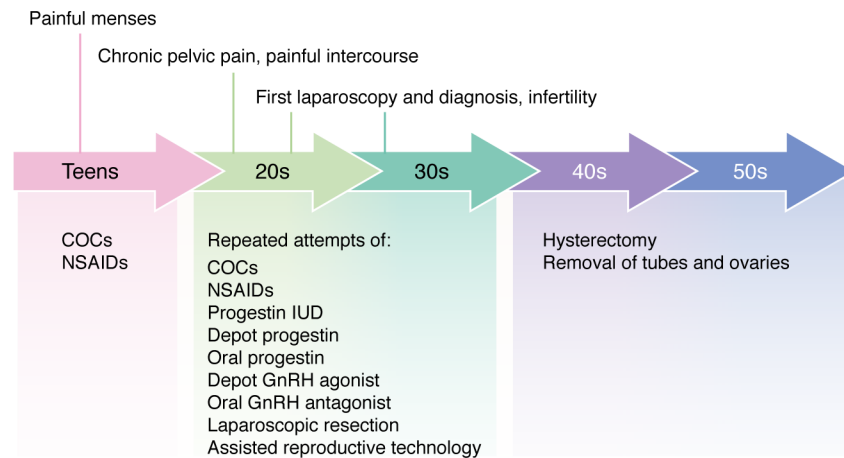 Painful menses
Chronic pelvic pain, painful intercourse
First laparoscopy and diagnosis, infertility
Teens
20s
30s
40s
50s
COCs
NSAIDs
Repeated attempts of:
COCs
NSAIDs
Progestin IUD
Depot progestin
Oral progestin
Depot GnRH agonist
Oral GnRH antagonist
Laparoscopic resection
Assisted reproductive technology
Hysterectomy
Removal of tubes and ovaries